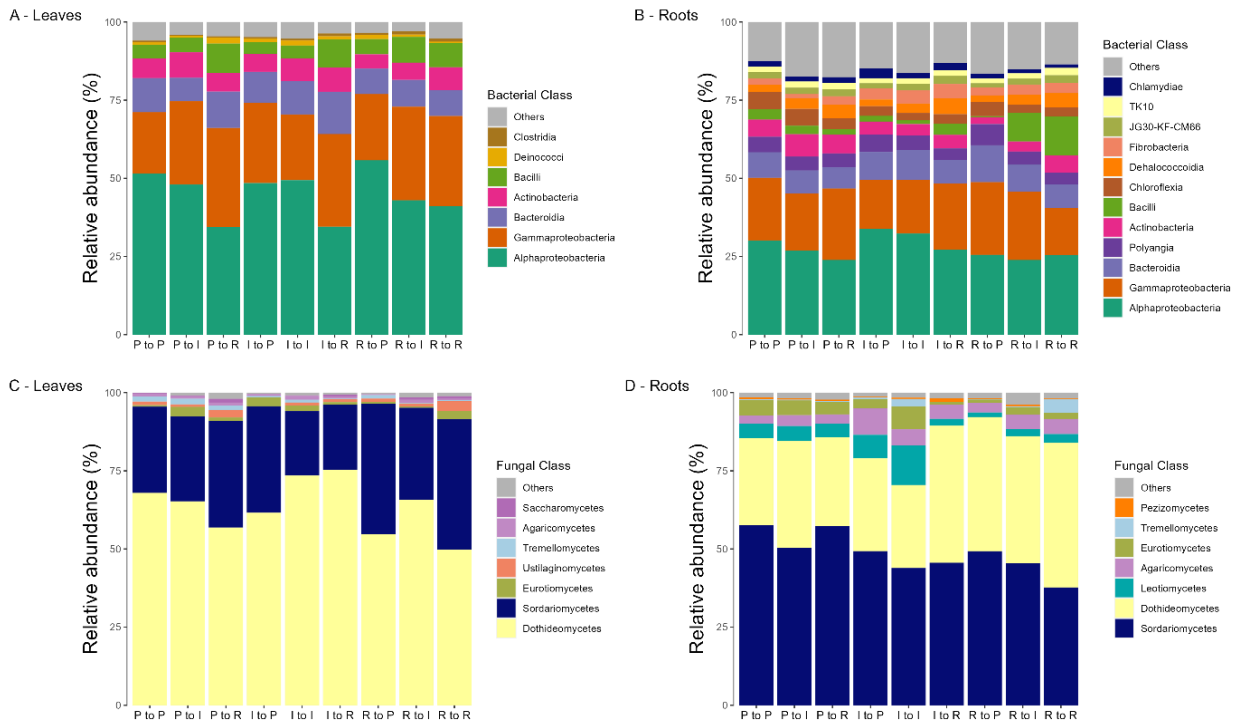 A - Leaves
Relative abundance (%)
100
75
50
25
0
P to P P to I P to R I to P I to I I to R R to P R to I R to R
Bacterial Class
Others
Clostridia
Deinococci
Bacilli
Actinobacteria
Bacteroidia
Gammaproteobacteria
Alphaproteobacteria
B - Roots
Relative abundance (%)
100
75
50
25
0
P to P P to I P to R I to P I to I I to R R to P R to I R to R
Bacterial Class
Others
Chlamydiae
TK10
JG30-KF-CM66
Fibrobacteria
Dehalococcoidia
Chloroflexia
Bacilli
Actinobacteria
Polyangia
Bacteroidia
Gammaproteobacteria
Alphaproteobacteria
C - Leaves
Relative abundance (%)
100
75
50
25
0
P to P P to I P to R I to P I to I I to R R to P R to I R to R
Fungal Class
Others
Saccharomycetes
Agaricomycetes
Tremellomycetes
Ustilaginomycetes
Eurotiomycetes
Sordariomycetes
Dothideomycetes
D - Roots
Relative abundance (%)
100
75
50
25
0
P to P P to I P to R I to P I to I I to R R to P R to I R to R
Fungal Class
Others
Pezizomycetes
Tremellomycetes
Eurotiomycetes
Agaricomycetes
Leotiomycetes
Dothideomycetes
Sordariomycetes